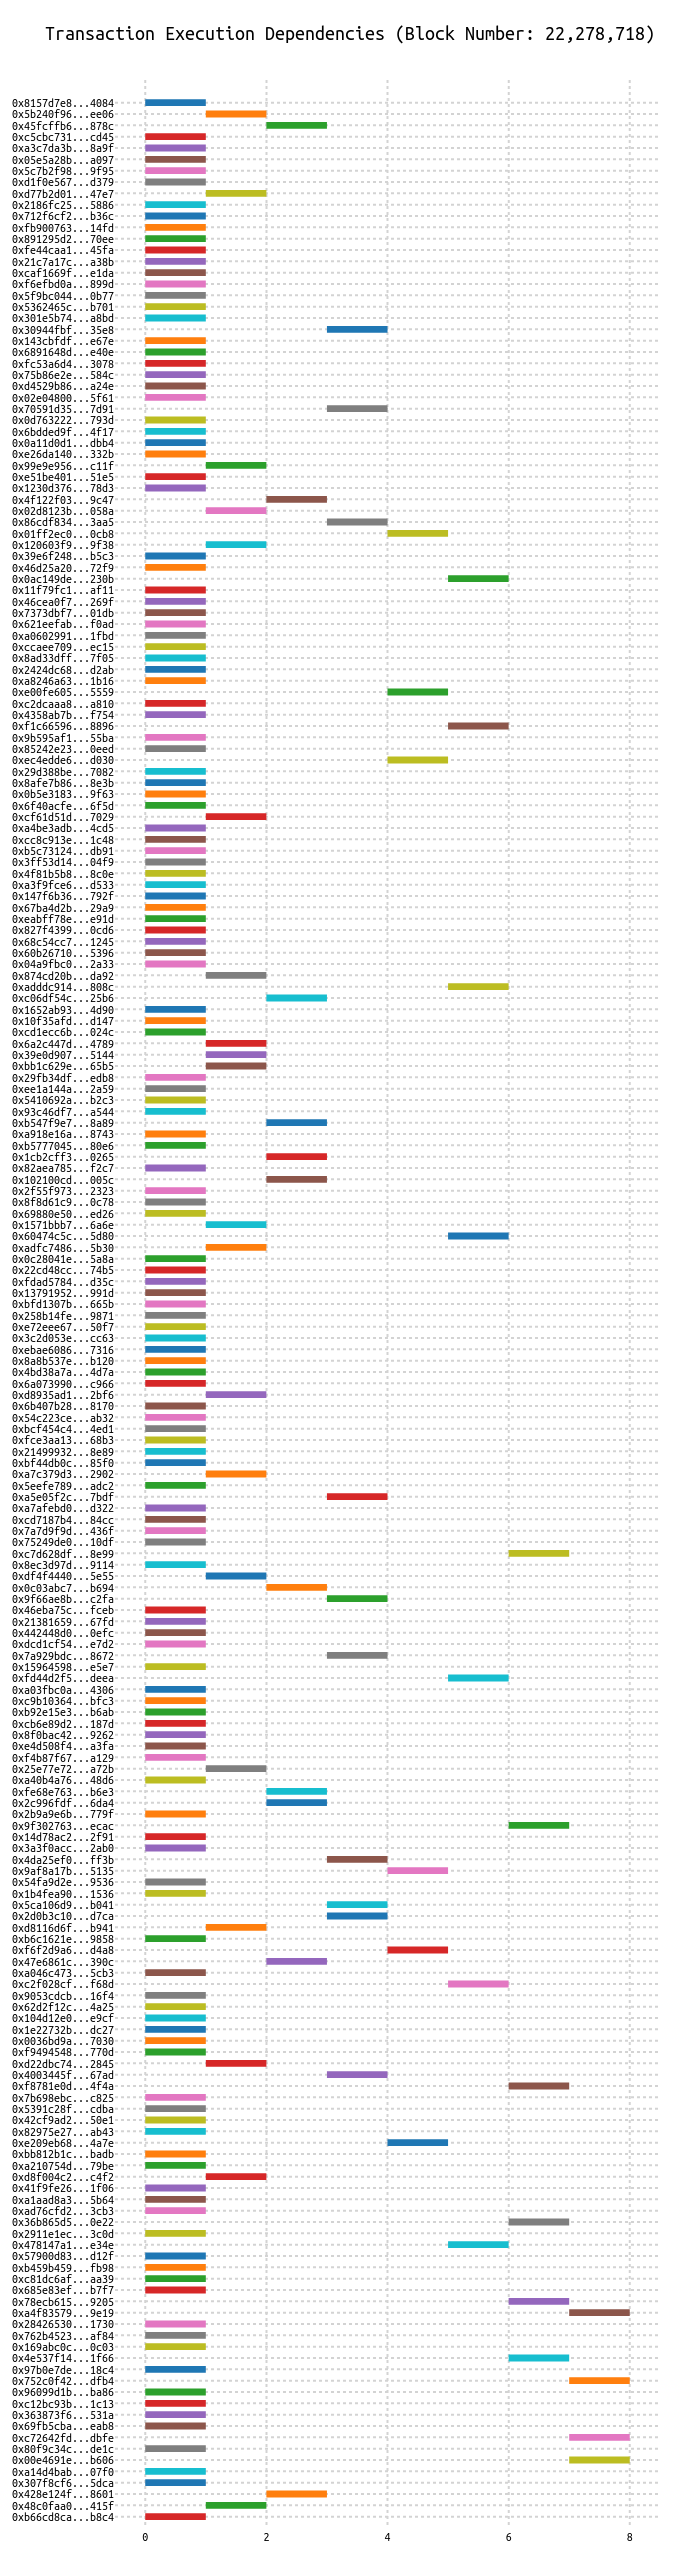 Transaction Execution Dependencies (Block Number: 22,278,718)
0x8157d7e8...4084
0x5b240f96...ee06
0x45fcffb6...878c
0xc5cbc731...cd45
0xa3c7da3b...8a9f
0x05e5a28b...a097
0x5c7b2f98...9f95
0xd1f0e567...d379
0xd77b2d01...47e7
0x2186fc25...5886
0x712f6cf2...b36c
0xfb900763...14fd
0x891295d2...70ee
0xfe44caa1...45fa
0x21c7a17c...a38b
0xcaf1669f...e1da
0xf6efbd0a...899d
0x5f9bc044...0b77
0x5362465c...b701
0x301e5b74...a8bd
0x30944fbf...35e8
0x143cbfdf...e67e
0x6891648d...e40e
0xfc53a6d4...3078
0x75b86e2e...584c
0xd4529b86...a24e
0x02e04800...5f61
0x70591d35...7d91
0x0d763222...793d
0x6bdded9f...4f17
0x0a11d0d1...dbb4
0xe26da140...332b
0x99e9e956...c11f
0xe51be401...51e5
0x1230d376...78d3
0x4f122f03...9c47
0x02d8123b...058a
0x86cdf834...3aa5
0x01ff2ec0...0cb8
0x120603f9...9f38
0x39e6f248...b5c3
0x46d25a20...72f9
0x0ac149de...230b
0x11f79fc1...af11
0x46cea0f7...269f
0x7373dbf7...01db
0x621eefab...f0ad
0xa0602991...1fbd
0xccaee709...ec15
0x8ad33dff...7f05
0x2424dc68...d2ab
0xa8246a63...1b16
0xe00fe605...5559
0xc2dcaaa8...a810
0x4358ab7b...f754
0xf1c66596...8896
0x9b595af1...55ba
0x85242e23...0eed
0xec4edde6...d030
0x29d388be...7082
0x8afe7b86...8e3b
0x0b5e3183...9f63
0x6f40acfe...6f5d
0xcf61d51d...7029
0xa4be3adb...4cd5
0xcc8c913e...1c48
0xb5c73124...db91
0x3ff53d14...04f9
0x4f81b5b8...8c0e
0xa3f9fce6...d533
0x147f6b36...792f
0x67ba4d2b...29a9
0xeabff78e...e91d
0x827f4399...0cd6
0x68c54cc7...1245
0x60b26710...5396
0x04a9fbc0...2a33
0x874cd20b...da92
0xadddc914...808c
0xc06df54c...25b6
0x1652ab93...4d90
0x10f35afd...d147
0xcd1ecc6b...024c
0x6a2c447d...4789
0x39e0d907...5144
0xbb1c629e...65b5
0x29fb34df...edb8
0xee1a144a...2a59
0x5410692a...b2c3
0x93c46df7...a544
0xb547f9e7...8a89
0xa918e16a...8743
0xb5777045...80e6
0x1cb2cff3...0265
0x82aea785...f2c7
0x102100cd...005c
0x2f55f973...2323
0x8f8d61c9...0c78
0x69880e50...ed26
0x1571bbb7...6a6e
0x60474c5c...5d80
0xadfc7486...5b30
0x0c28041e...5a8a
0x22cd48cc...74b5
0xfdad5784...d35c
0x13791952...991d
0xbfd1307b...665b
0x258b14fe...9871
0xe72eee67...50f7
0x3c2d053e...cc63
0xebae6086...7316
0x8a8b537e...b120
0x4bd38a7a...4d7a
0x6a073990...c966
0xd8935ad1...2bf6
0x6b407b28...8170
0x54c223ce...ab32
0xbcf454c4...4ed1
0xfce3aa13...68b3
0x21499932...8e89
0xbf44db0c...85f0
0xa7c379d3...2902
0x5eefe789...adc2
0xa5e05f2c...7bdf
0xa7afebd0...d322
0xcd7187b4...84cc
0x7a7d9f9d...436f
0x75249de0...10df
0xc7d628df...8e99
0x8ec3d97d...9114
0xdf4f4440...5e55
0x0c03abc7...b694
0x9f66ae8b...c2fa
0x46eba75c...fceb
0x21381659...67fd
0x442448d0...0efc
0xdcd1cf54...e7d2
0x7a929bdc...8672
0x15964598...e5e7
0xfd44d2f5...deea
0xa03fbc0a...4306
0xc9b10364...bfc3
0xb92e15e3...b6ab
0xcb6e89d2...187d
0x8f0bac42...9262
0xe4d508f4...a3fa
0xf4b87f67...a129
0x25e77e72...a72b
0xa40b4a76...48d6
0xfe68e763...b6e3
0x2c996fdf...6da4
0x2b9a9e6b...779f
0x9f302763...ecac
0x14d78ac2...2f91
0x3a3f0acc...2ab0
0x4da25ef0...ff3b
0x9af8a17b...5135
0x54fa9d2e...9536
0x1b4fea90...1536
0x5ca106d9...b041
0x2d0b3c10...d7ca
0xd8116d6f...b941
0xb6c1621e...9858
0xf6f2d9a6...d4a8
0x47e6861c...390c
0xa046c473...5cb3
0xc2f028cf...f68d
0x9053cdcb...16f4
0x62d2f12c...4a25
0x104d12e0...e9cf
0x1e22732b...dc27
0x0036bd9a...7030
0xf9494548...770d
0xd22dbc74...2845
0x4003445f...67ad
0xf8781e0d...4f4a
0x7b698ebc...c825
0x5391c28f...cdba
0x42cf9ad2...50e1
0x82975e27...ab43
0xe209eb68...4a7e
0xbb812b1c...badb
0xa210754d...79be
0xd8f004c2...c4f2
0x41f9fe26...1f06
0xa1aad8a3...5b64
0xad76cfd2...3cb3
0x36b865d5...0e22
0x2911e1ec...3c0d
0x478147a1...e34e
0x57900d83...d12f
0xb459b459...fb98
0xc81dc6af...aa39
0x685e83ef...b7f7
0x78ecb615...9205
0xa4f83579...9e19
0x28426530...1730
0x762b4523...af84
0x169abc0c...0c03
0x4e537f14...1f66
0x97b0e7de...18c4
0x752c0f42...dfb4
0x96099d1b...ba86
0xc12bc93b...1c13
0x363873f6...531a
0x69fb5cba...eab8
0xc72642fd...dbfe
0x80f9c34c...de1c
0x00e4691e...b606
0xa14d4bab...07f0
0x307f8cf6...5dca
0x428e124f...8601
0x48c0faa0...415f
0xb66cd8ca...b8c4
0 2 4 6 8